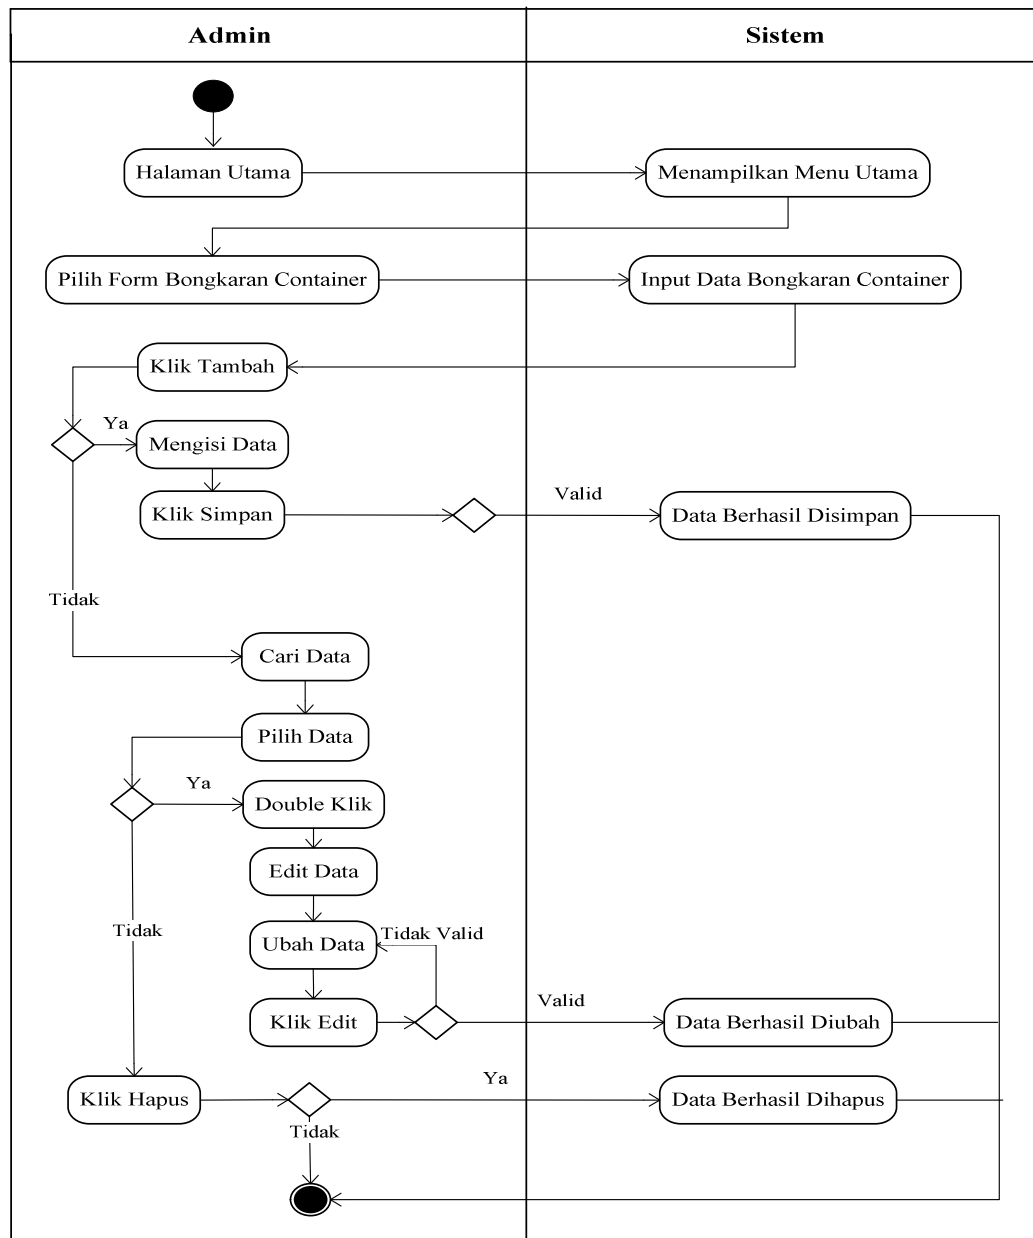 Admin
Sistem
Halaman Utama
Menampilkan Menu Utama
Pilih Form Bongkaran Container
Input Data Bongkaran Container
Klik Tambah
Ya
Mengisi Data
Klik Simpan
Valid
Data Berhasil Disimpan
Tidak
Cari Data
Pilih Data
Ya
Double Klik
Edit Data
Tidak
Ubah Data
Tidak Valid
Klik Edit
Valid
Data Berhasil Diubah
Klik Hapus
Ya
Data Berhasil Dihapus
Tidak